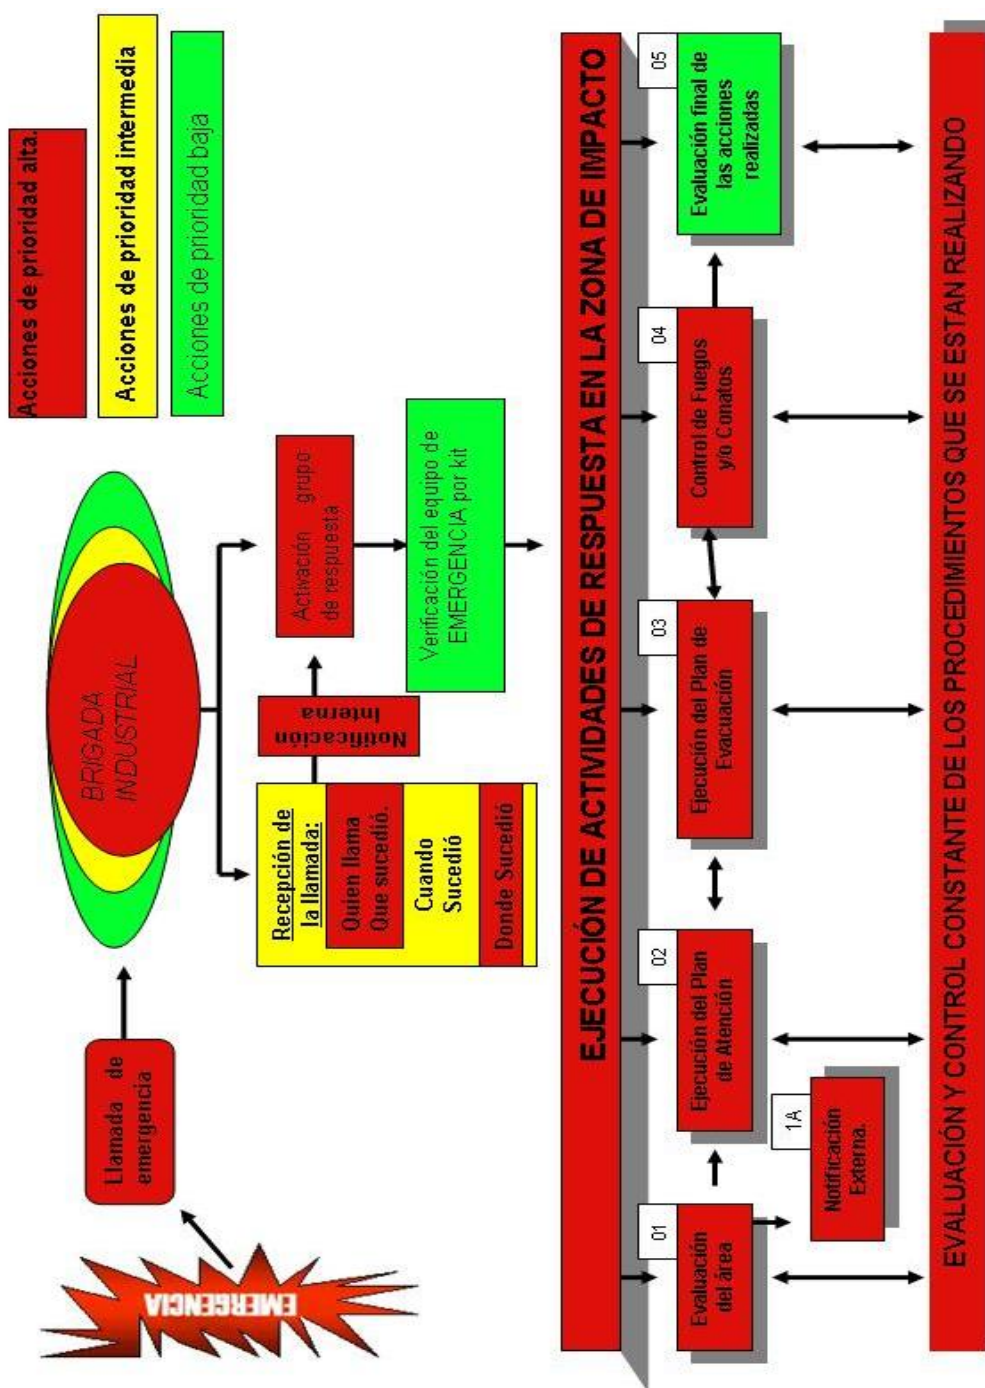 EMERGENCIA
Llamada de
emergencia
BRIGADA
INDUSTRIAL
Acciones de prioridad alta.
Acciones de prioridad intermedia
Acciones de prioridad baja
Recepción de
la llamada:
Quien llama
Que sucedió.
Cuando
Sucedió
Donde Sucedió
Notificación
Interna
Activación grupo
de respuesta
Verificación del equipo de
EMERGENCIA por kit
EJECUCIÓN DE ACTIVIDADES DE RESPUESTA EN LA ZONA DE IMPACTO
01
Evaluación
del área
1A
Notificación
Externa.
02
Ejecución del Plan
de Atención
03
Ejecución del Plan de
Evacuación
04
Control de Fuegos
y/o Conatos
05
Evaluación final de
las acciones
realizadas
EVALUACIÓN Y CONTROL CONSTANTE DE LOS PROCEDIMIENTOS QUE SE ESTAN REALIZANDO